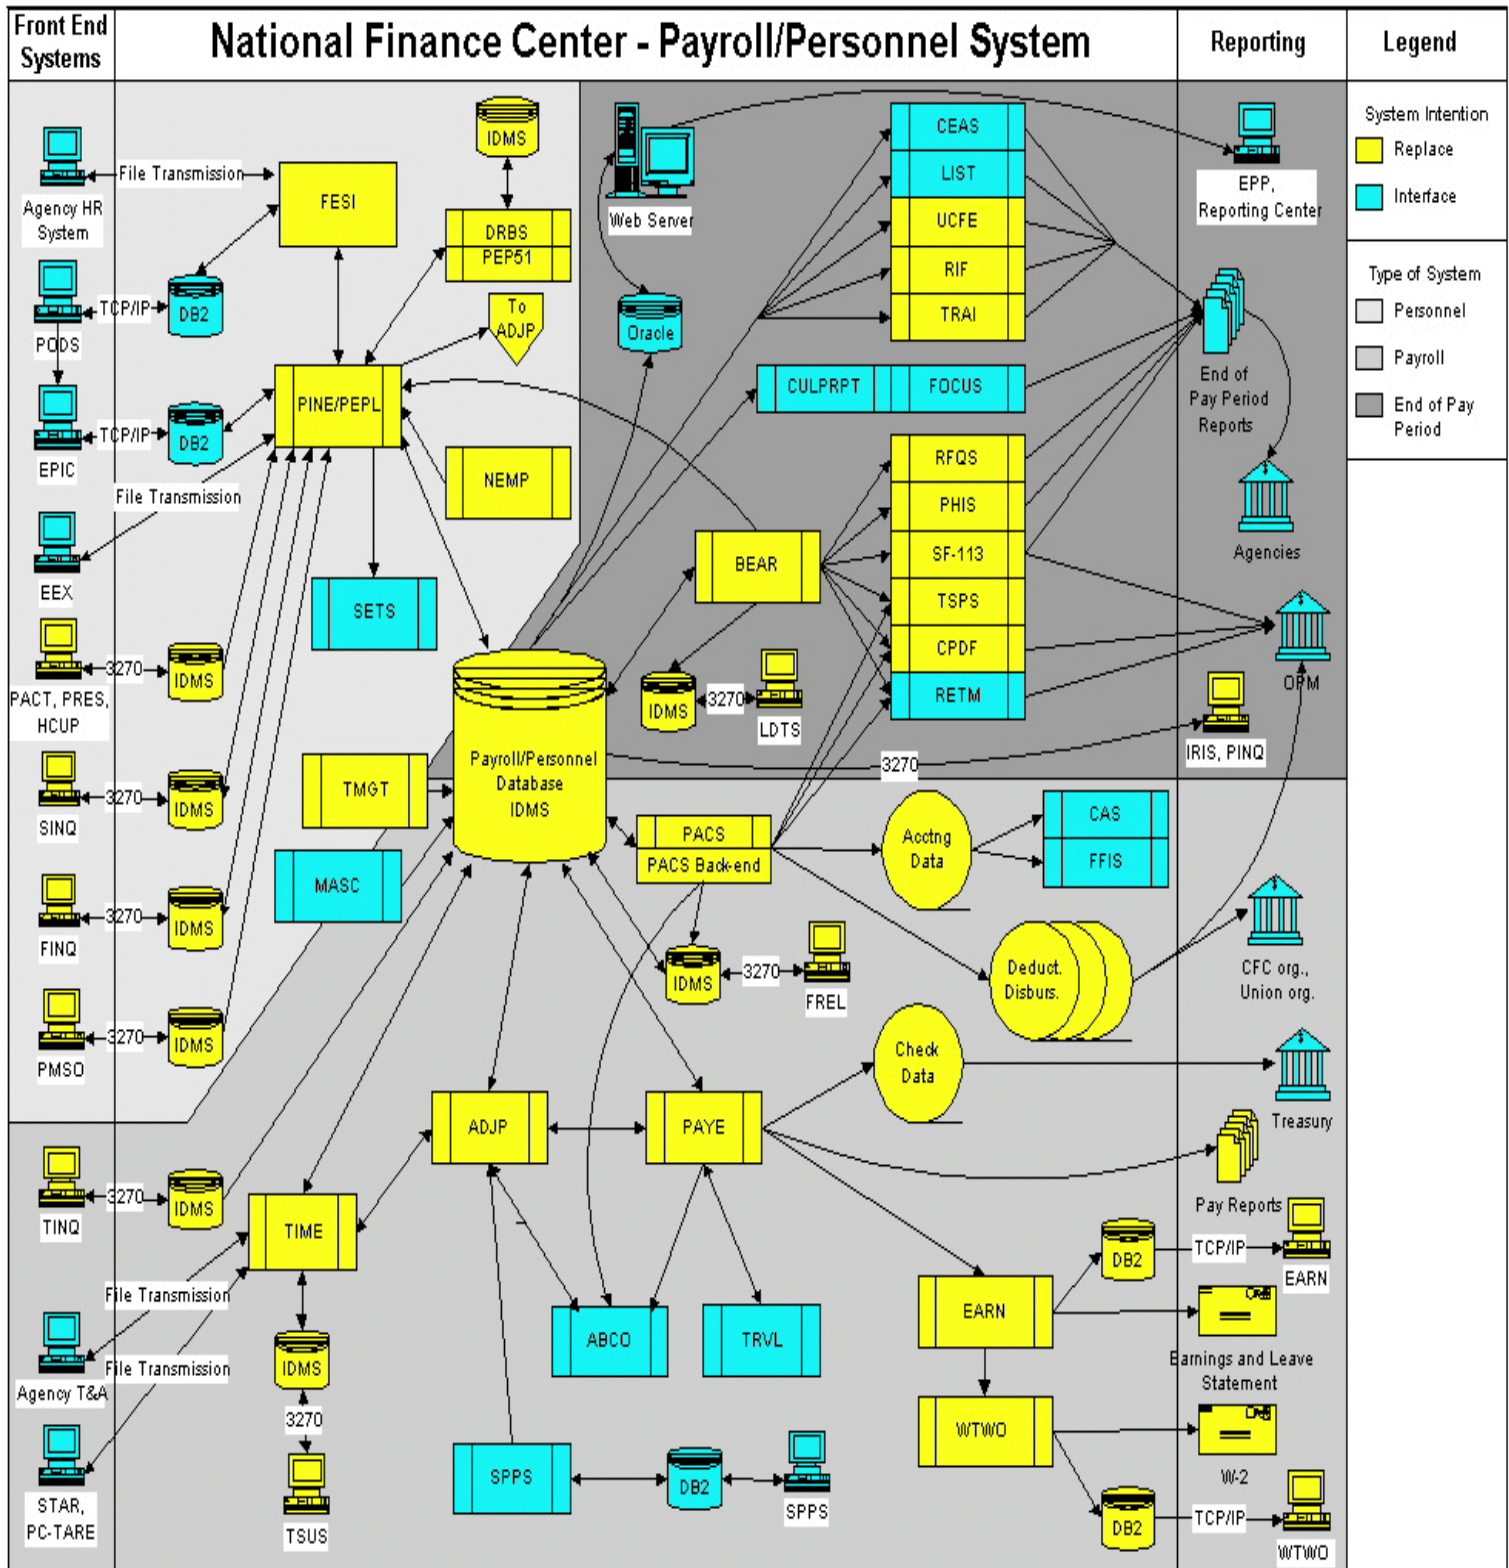 Front End
Systems
National Finance Center - Payroll/Personnel System
Reporting
Legend
System Intention
Replace
Interface
Type of System
Personnel
Payroll
End of Pay
Period
Agency HR
System
File Transmission
FESI
IDMS
DRBS
PEP51
To
ADJP
PODS
TCP/IP
DB2
EPIC
TCP/IP
DB2
PINE/PEPL
NEMP
File Transmission
EEX
SETS
PACT, PRES,
HCUP
3270
IDMS
SINQ
3270
IDMS
FINQ
3270
IDMS
PMSO
3270
IDMS
TMGT
MASC
Payroll/Personnel
Database
IDMS
Web Server
Oracle
CEAS
LIST
UCFE
RIF
TRAI
CULPRPT
FOCUS
BEAR
RFQS
PHIS
SF-113
TSPS
CPDF
RETM
IDMS
3270
LDTS
3270
EPP,
Reporting Center
End of
Pay Period
Reports
Agencies
OPM
IRIS, PINQ
PACS
PACS Back-end
Acctng
Data
CAS
FFIS
IDMS
3270
FREL
Deduct.
Disburs.
CFC org.,
Union org.
Check
Data
Treasury
ADJP
PAYE
Pay Reports
TINQ
3270
IDMS
TIME
File Transmission
Agency T&A
File Transmission
STAR,
PC-TARE
IDMS
3270
TSUS
ABCO
TRVL
SPPS
DB2
SPPS
EARN
DB2
TCP/IP
EARN
Earnings and Leave
Statement
WTWO
W-2
DB2
TCP/IP
WTWO